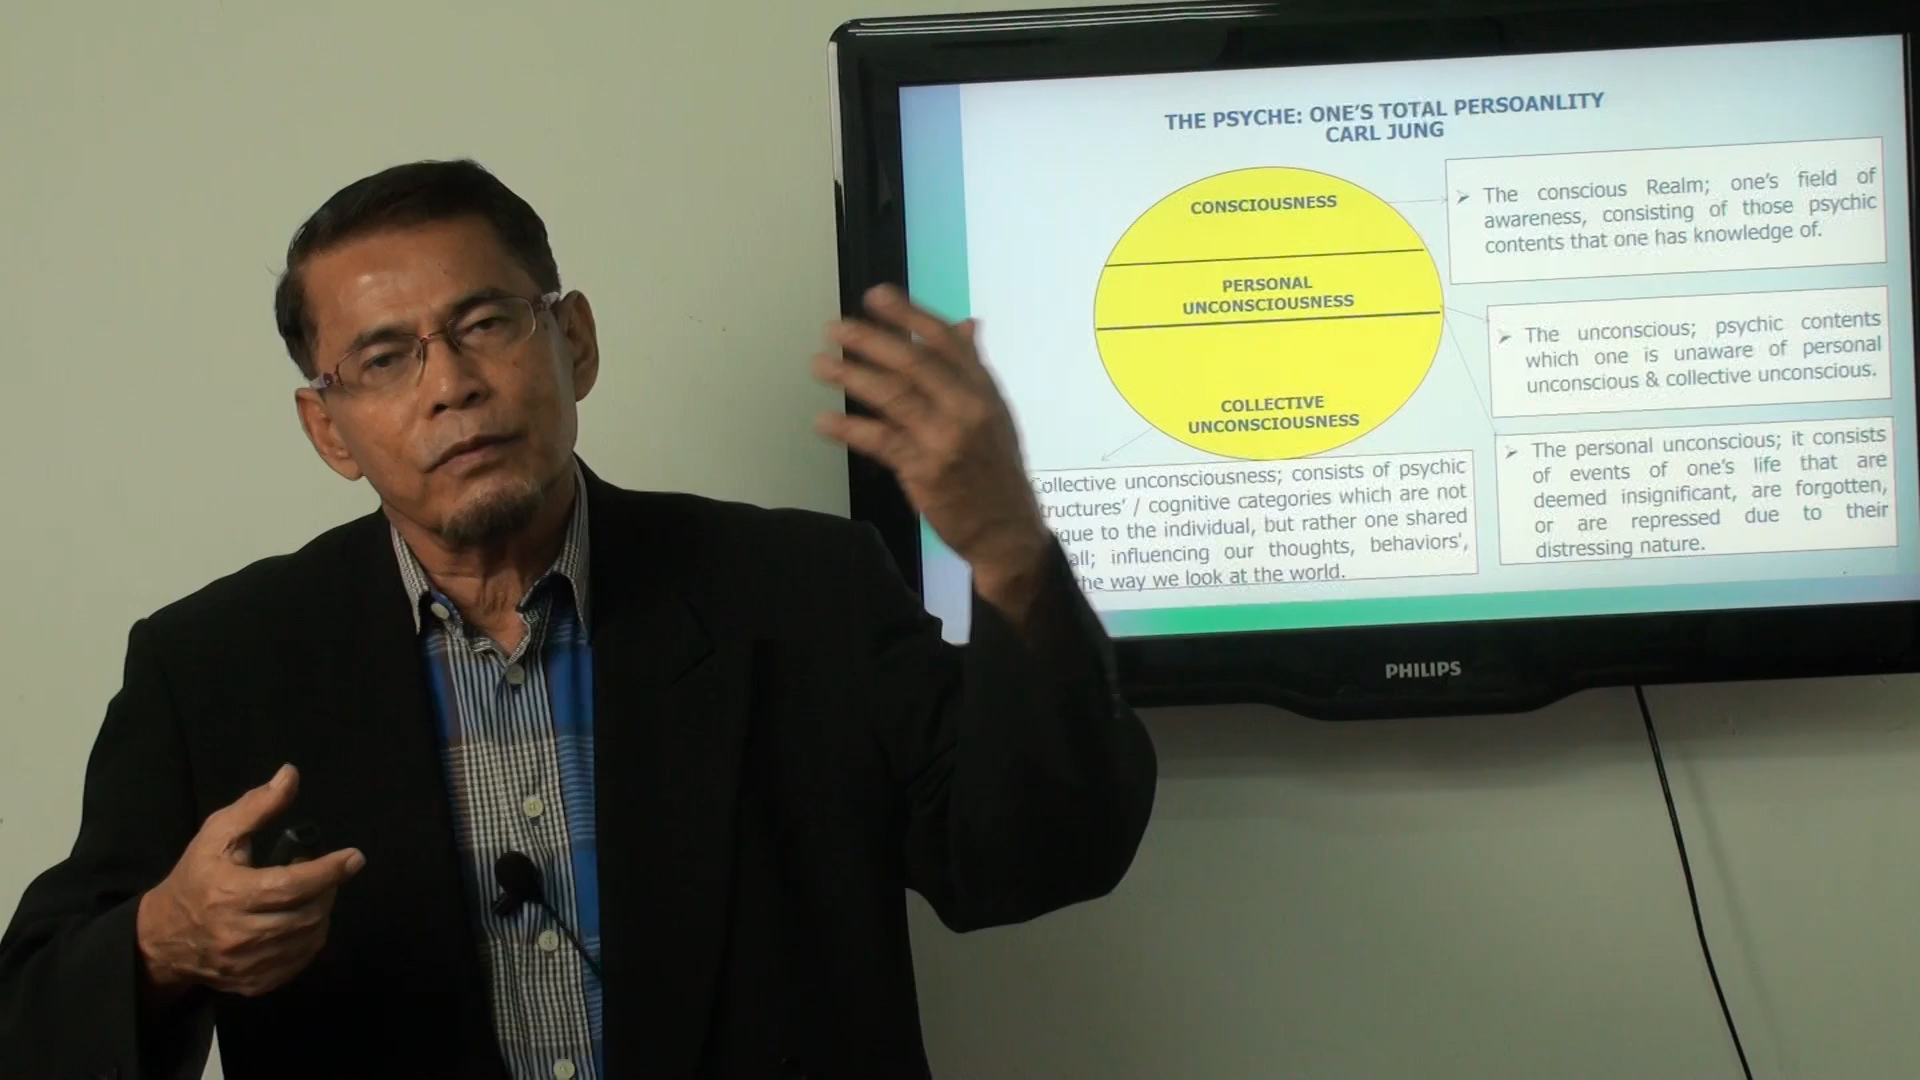 THE PSYCHE: ONE'S TOTAL PERSOANLITY
CARL JUNG
CONSCIOUSNESS
PERSONAL
UNCONSCIOUSNESS
COLLECTIVE
UNCONSCIOUSNESS
The conscious Realm; one's field of
awareness, consisting of those psychic
contents that one has knowledge of.
The unconscious; psychic contents
which one is unaware of personal
unconscious & collective unconscious.
The personal unconscious; it consists
of events of one's life that are
deemed insignificant, are forgotten,
or are repressed due to their
distressing nature.
Collective unconsciousness; consists of psychic
tructures' / cognitive categories which are not
ique to the individual, but rather one shared
all; influencing our thoughts, behaviors',
the way we look at the world.
PHILIPS